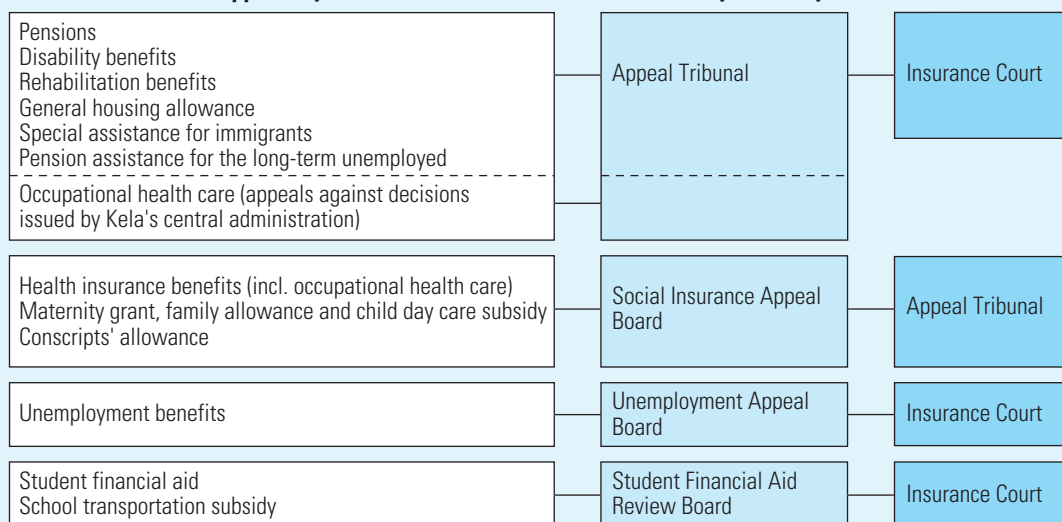 Pensions
Disability benefits
Rehabilitation benefits
General housing allowance
Special assistance for immigrants
Pension assistance for the long-term unemployed
Appeal Tribunal
Insurance Court
Occupational health care (appeals against decisions
issued by Kela's central administration)
Health insurance benefits (incl. occupational health care)
Maternity grant, family allowance and child day care subsidy
Conscripts' allowance
Social Insurance Appeal
Board
Appeal Tribunal
Unemployment benefits
Unemployment Appeal
Board
Insurance Court
Student financial aid
School transportation subsidy
Student Financial Aid
Review Board
Insurance Court